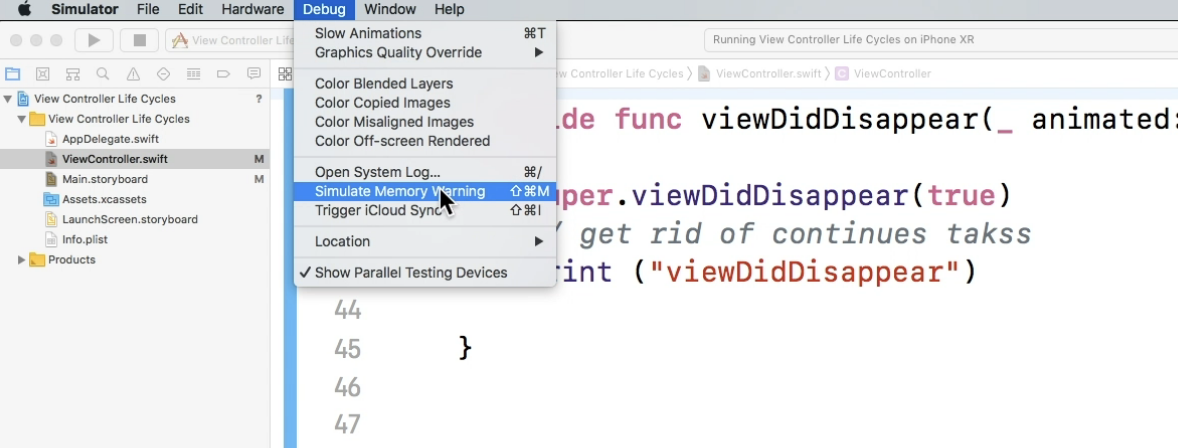 Simulator File Edit Hardware Debug Window Help
Slow Animations ⌘T
Graphics Quality Override
Color Blended Layers
Color Copied Images
Color Misaligned Images
Color Off-screen Rendered
Open System Log... ⌘/
Simulate Memory Warning ⇧⌘M
Trigger iCloud Sync ⇧⌘I
Location
✓ Show Parallel Testing Devices
View Controller Life
Running View Controller Life Cycles on iPhone XR
w Controller Life Cycles ViewController.swift C ViewController
View Controller Life Cycles ?
View Controller Life Cycles
AppDelegate.swift
ViewController.swift M
Main.storyboard M
Assets.xcassets
LaunchScreen.storyboard
Info.plist
Products
ide func viewDidDisappear(_ animated:
uper.viewDidDisappear(true)
/ get rid of continues takss
rint ("viewDidDisappear")
44
45 }
46
47